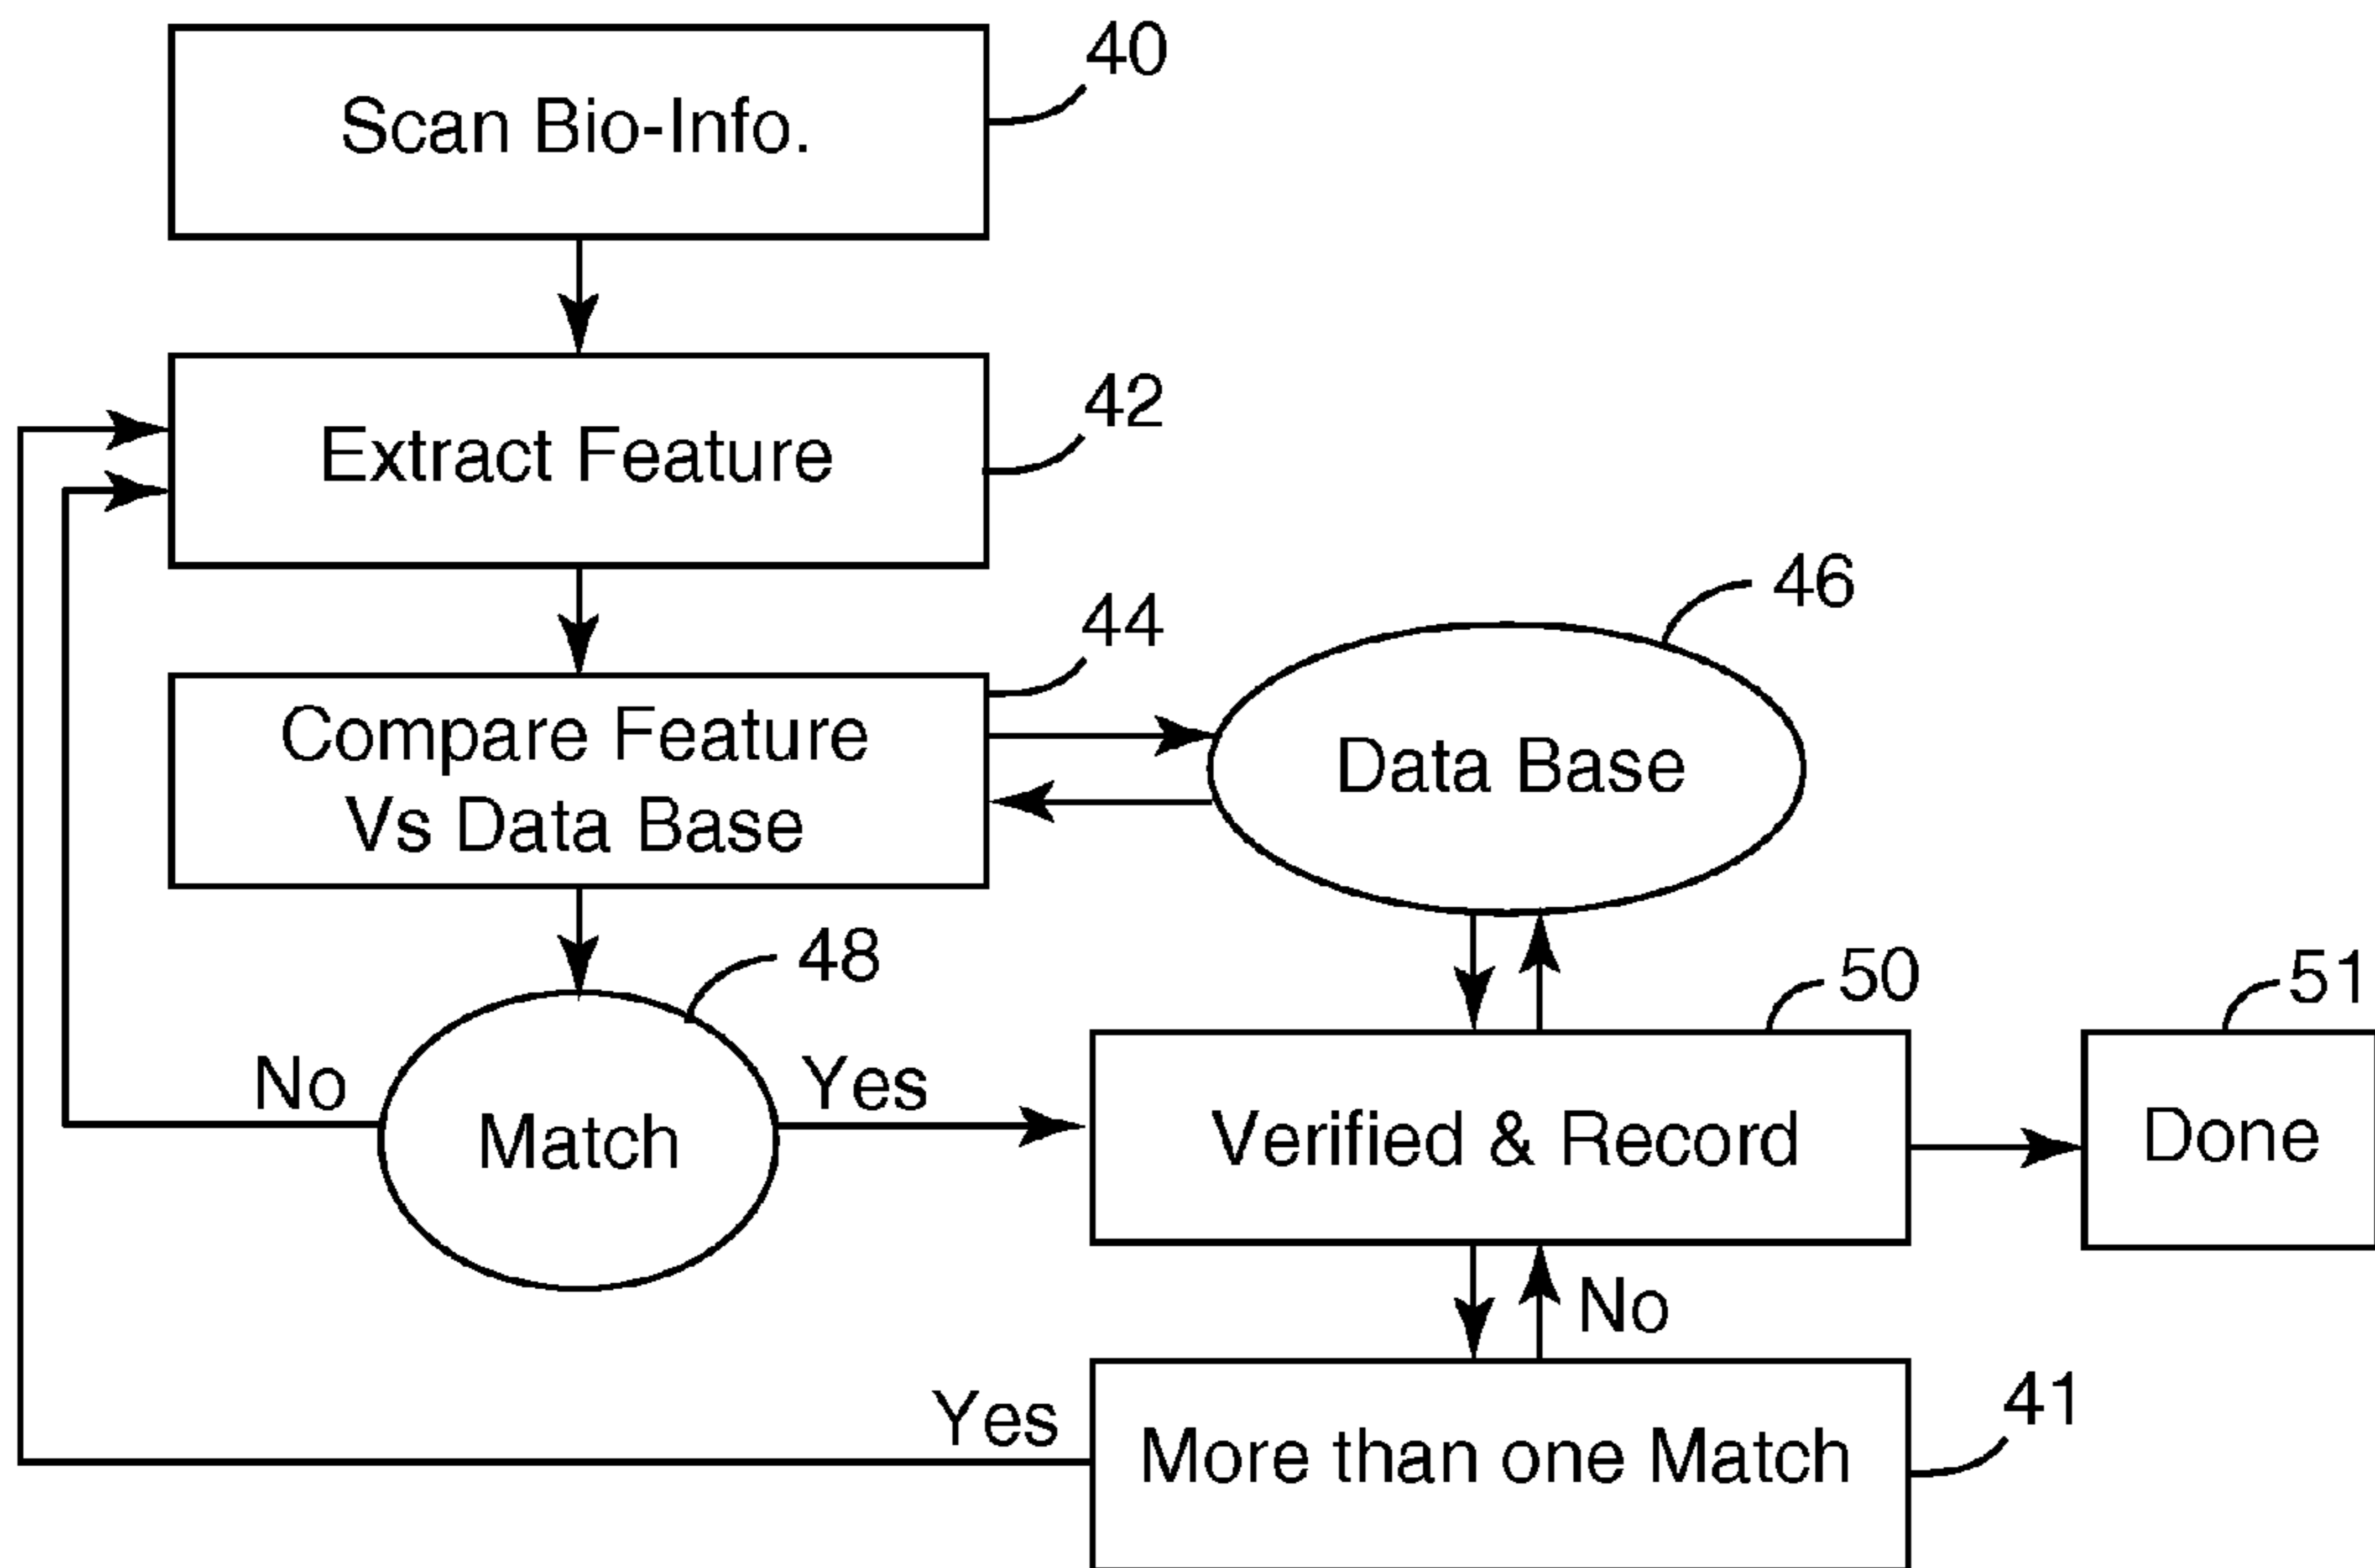 Scan Bio-Info.
40
Extract Feature
42
Compare Feature
Vs Data Base
44
Data Base
46
Match
48
No
Yes
Verified & Record
50
Done
51
No
Yes
More than one Match
41